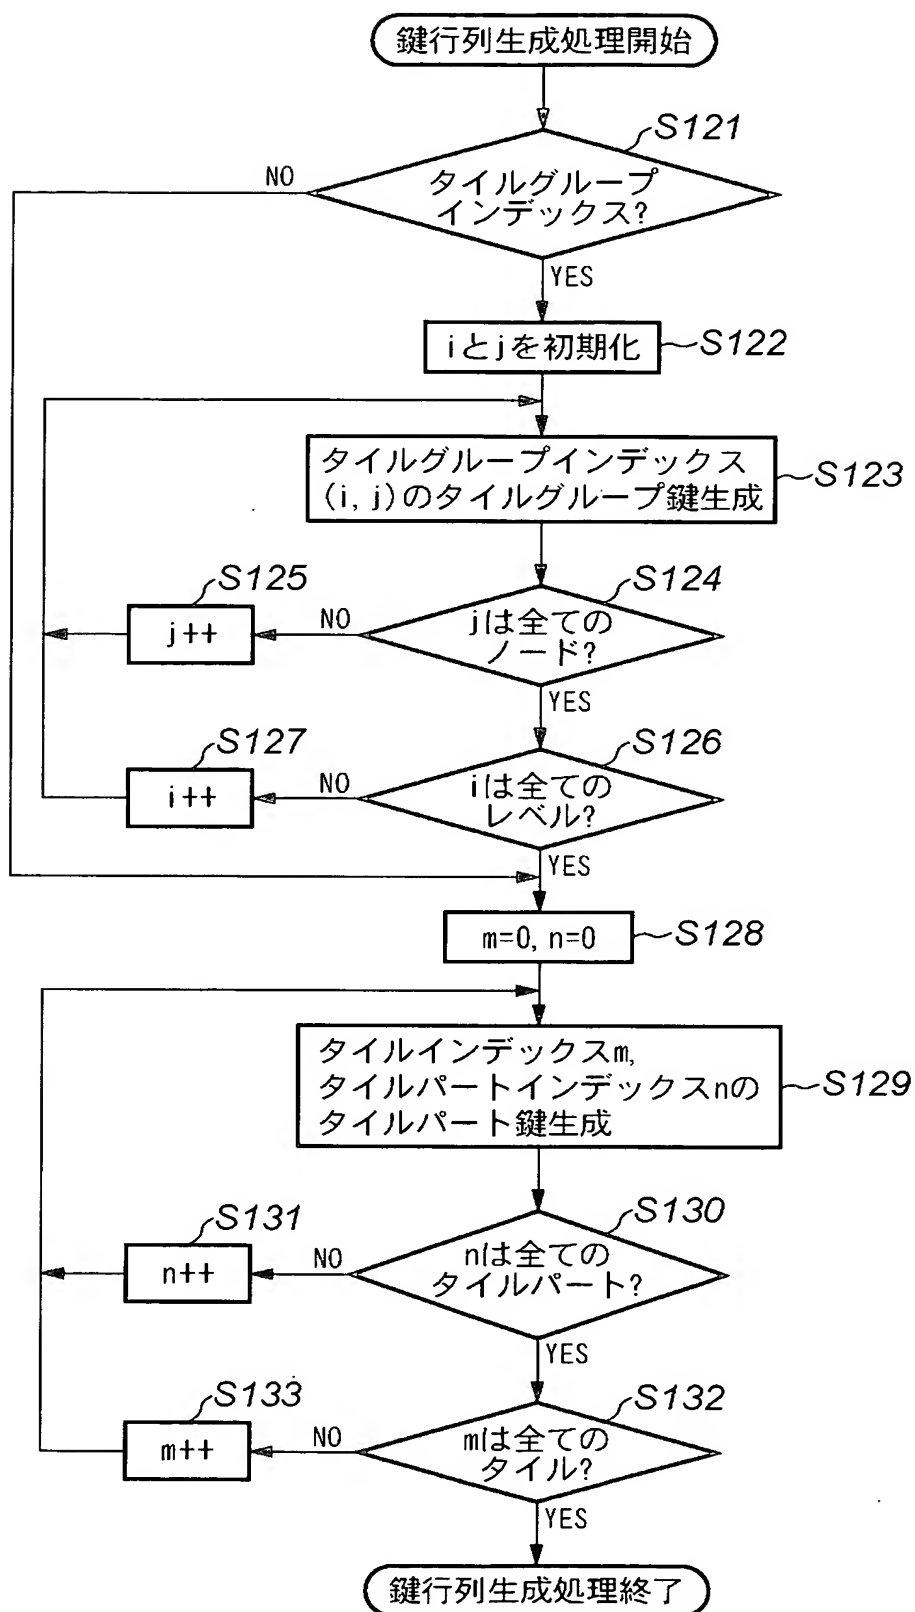 鍵行列生成処理開始
S121
NO
タイルグループ
インデックス?
YES
iとjを初期化
S122
タイルグループインデックス
(i, j)のタイルグループ鍵生成
S123
S125
j++
NO
S124
jは全ての
ノード?
YES
S127
i++
NO
S126
iは全ての
レベル?
YES
m=0, n=0
S128
タイルインデックスm,
タイルパートインデックスnの
タイルパート鍵生成
S129
S131
n++
NO
S130
nは全ての
タイルパート?
YES
S133
m++
NO
S132
mは全ての
タイル?
YES
鍵行列生成処理終了